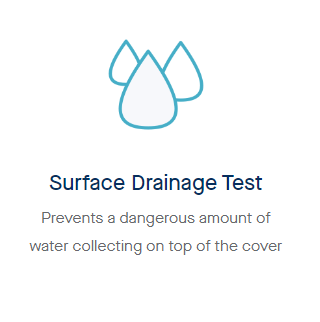 Surface Drainage Test
Prevents a dangerous amount of
water collecting on top of the cover